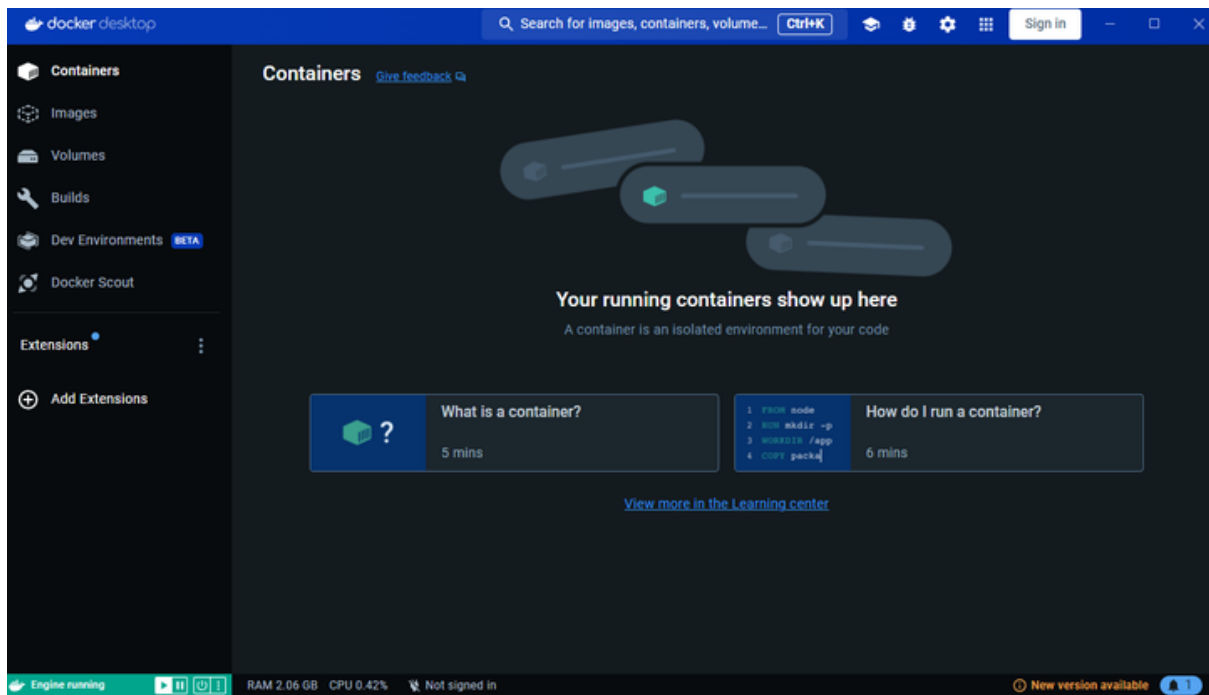 docker desktop
Search for images, containers, volume... Ctrl+K
Sign in
Containers
Images
Volumes
Builds
Dev Environments BETA
Docker Scout
Extensions
Add Extensions
Containers Give feedback
Your running containers show up here
A container is an isolated environment for your code
?
What is a container?
5 mins
1 FROM node
2 RUN mkdir -p
3 WORKDIR /app
4 COPY packa
How do I run a container?
6 mins
View more in the Learning center
Engine running
RAM 2.06 GB CPU 0.42% Not signed in
New version available 1